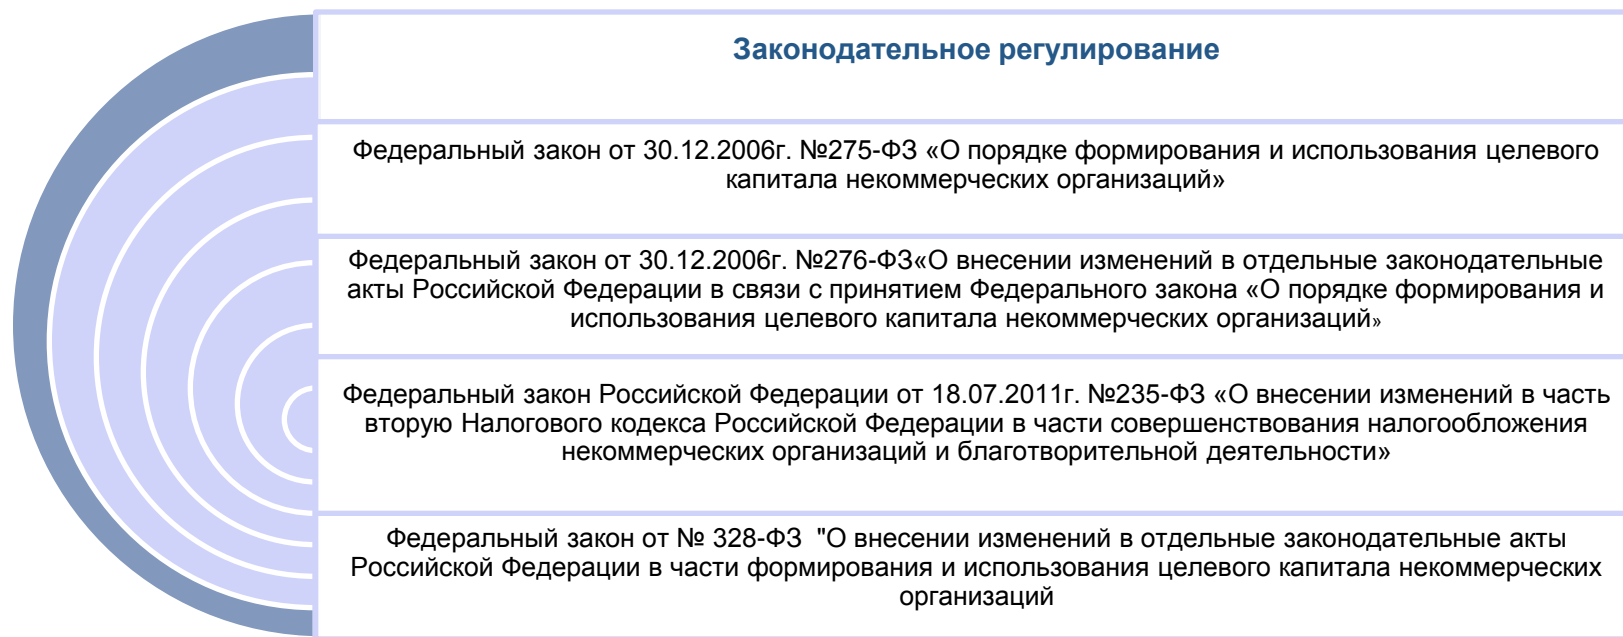 Законодательное регулирование
Федеральный закон от 30.12.2006г. №275-ФЗ «О порядке формирования и использования целевого
капитала некоммерческих организаций»
Федеральный закон от 30.12.2006г. №276-ФЗ«О внесении изменений в отдельные законодательные
акты Российской Федерации в связи с принятием Федерального закона «О порядке формирования и
использования целевого капитала некоммерческих организаций»
Федеральный закон Российской Федерации от 18.07.2011г. №235-ФЗ «О внесении изменений в часть
вторую Налогового кодекса Российской Федерации в части совершенствования налогообложения
некоммерческих организаций и благотворительной деятельности»
Федеральный закон от № 328-ФЗ "О внесении изменений в отдельные законодательные акты
Российской Федерации в части формирования и использования целевого капитала некоммерческих
организаций